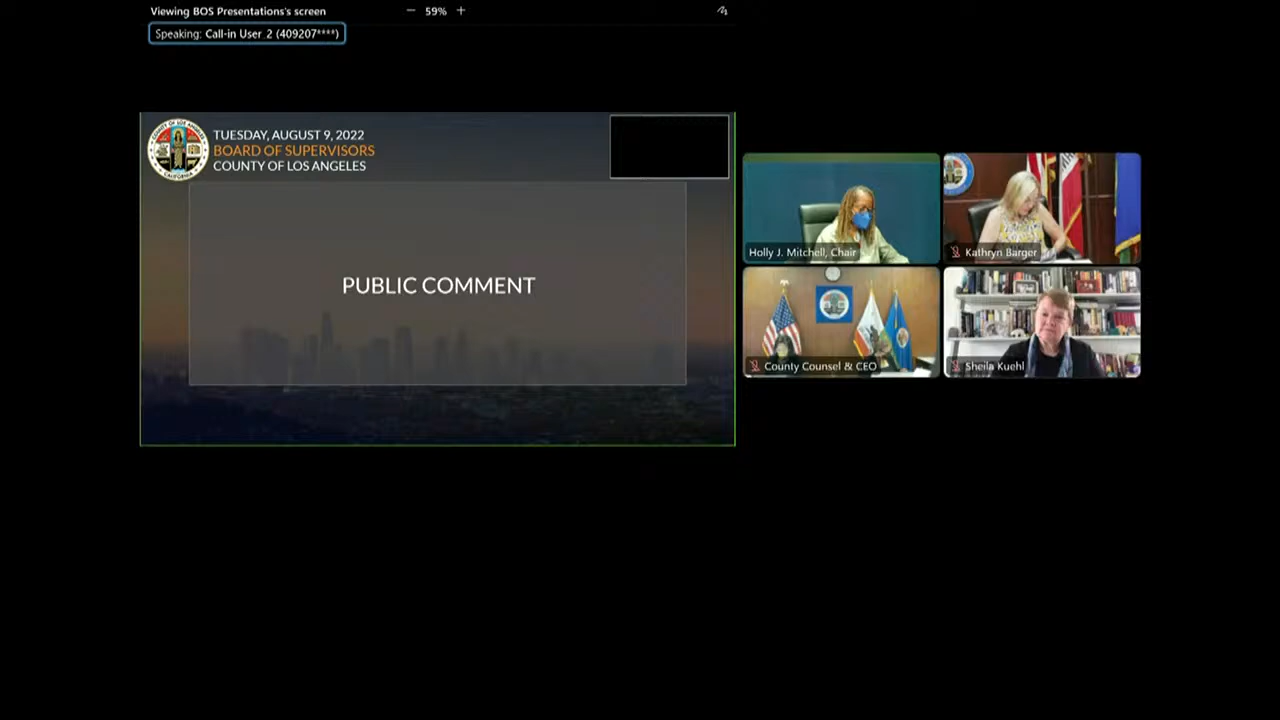 Viewing BOS Presentations's screen
59%
Speaking: Call-in User 2 (409207****)
TUESDAY, AUGUST 9, 2022
BOARD OF SUPERVISORS
COUNTY OF LOS ANGELES
PUBLIC COMMENT
Holly J. Mitchell, Chair
Kathryn Barger
County Counsel & CEO
Sheila Kuehl